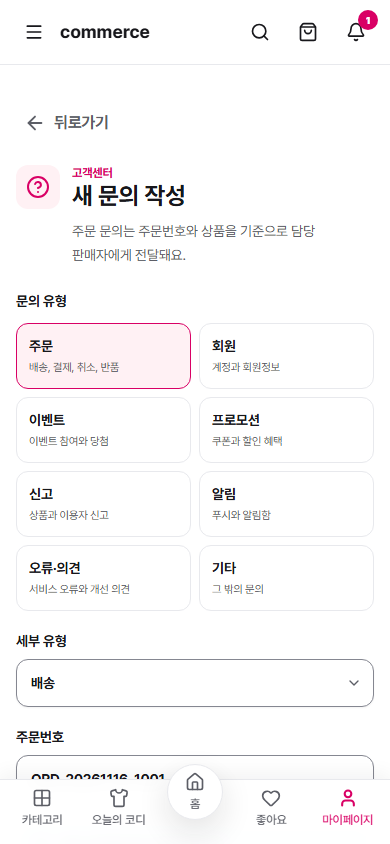 commerce
1
뒤로가기
고객센터
새 문의 작성
주문 문의는 주문번호와 상품을 기준으로 담당
판매자에게 전달돼요.
문의 유형
주문
배송, 결제, 취소, 반품
회원
계정과 회원정보
이벤트
이벤트 참여와 당첨
프로모션
쿠폰과 할인 혜택
신고
상품과 이용자 신고
알림
푸시와 알림함
오류·의견
서비스 오류와 개선 의견
기타
그 밖의 문의
세부 유형
배송
주문번호
ORD-20261116-1001
카테고리
오늘의 코디
홈
좋아요
마이페이지